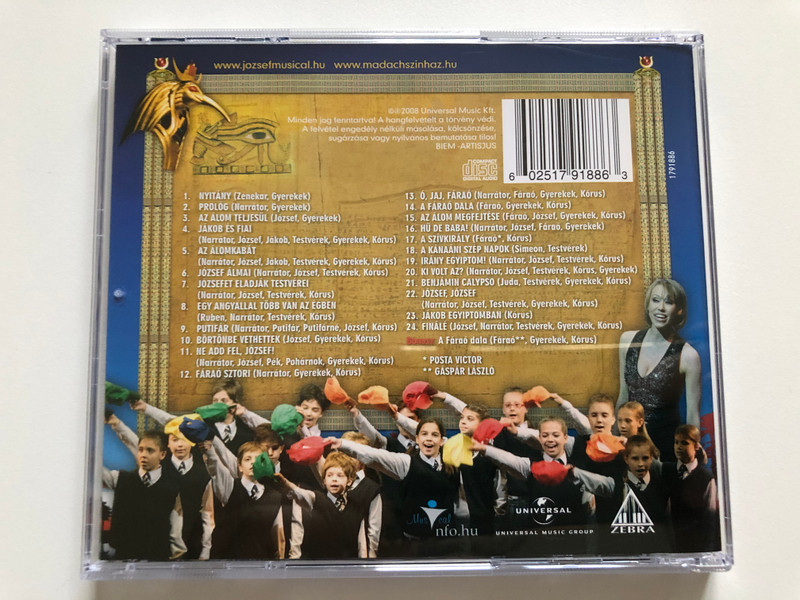 www.jozsefmusical.hu www.madachszinhaz.hu
©℗2008 Universal Music Kft.
Minden jog fenntartva! A hangfelvételt a törvény védi.
A felvétel engedély nélküli másolása, kölcsönzése,
sugárzása vagy nyilvános bemutatása tilos!
BIEM -ARTISJUS
COMPACT
disc
DIGITAL AUDIO
6 02517 91886 3
1791886
1. NYITÁNY (Zenekar, Gyerekek)
2. PROLÓG (Narrátor, Gyerekek)
3. AZ ÁLOM TELJESÜL (József, Gyerekek)
4. JÁKOB ÉS FIAI
(Narrátor, József, Jákob, Testvérek, Gyerekek, Kórus)
5. AZ ÁLOMKABÁT
(Narrátor, József, Jákob, Testvérek, Gyerekek, Kórus)
6. JÓZSEF ÁLMAI (Narrátor, József, Testvérek, Kórus)
7. JÓZSEFET ELADJÁK TESTVÉREI
(Narrátor, József, Testvérek, Kórus)
8. EGY ANGYALLAL TÖBB VAN AZ ÉGBEN
(Ruben, Narrátor, Testvérek, Kórus)
9. PUTIFÁR (Narrátor, Putifár, Putifárné, József, Kórus)
10. BÖRTÖNBE VETHETTEK (József, Gyerekek, Kórus)
11. NE ADD FEL, JÓZSEF!
(Narrátor, József, Pék, Pohárnok, Gyerekek, Kórus)
12. FÁRAÓ SZTORI (Narrátor, Gyerekek, Kórus)
13. Ó, JAJ, FÁRAÓ (Narrátor, Fáraó, Gyerekek, Kórus)
14. A FÁRAÓ DALA (Fáraó, Gyerekek, Kórus)
15. AZ ÁLOM MEGFEJTÉSE (Fáraó, József, Gyerekek, Kórus)
16. HŰ DE BABA! (Narrátor, József, Fáraó, Gyerekek)
17. A SZÍVKIRÁLY (Fáraó*, Kórus)
18. A KÁNAÁNI SZÉP NAPOK (Simeon, Testvérek)
19. IRÁNY EGYIPTOM! (Narrátor, József, Testvérek, Kórus)
20. KI VOLT AZ? (Narrátor, József, Testvérek, Kórus, Gyerekek)
21. BENJAMIN CALYPSO (Juda, Testvérek, Gyerekek, Kórus)
22. JÓZSEF, JÓZSEF
(Narrátor, József, Testvérek, Gyerekek, Kórus)
23. JÁKOB EGYIPTOMBAN (Kórus)
24. FINÁLE (József, Narrátor, Testvérek, Gyerekek, Kórus)
Bónusz: A Fáraó dala (Fáraó**, Gyerekek, Kórus)
* POSTA VICTOR
** GÁSPÁR LÁSZLÓ
Musical
nfo.hu
UNIVERSAL
UNIVERSAL MUSIC GROUP
ZEBRA